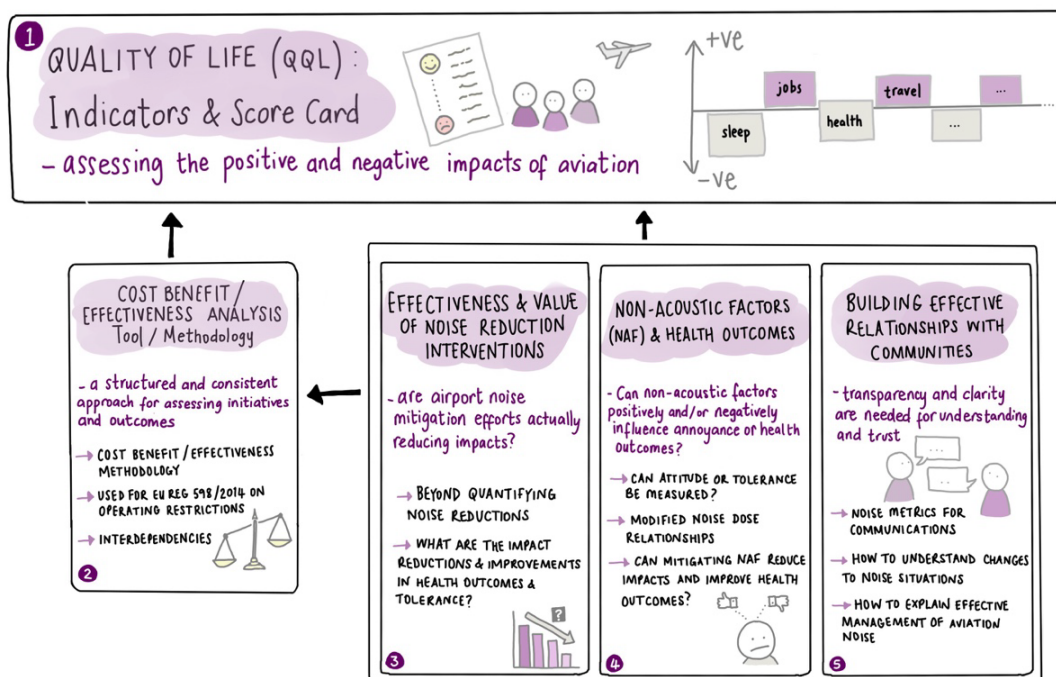 1
QUALITY OF LIFE (QQL) :
Indicators & Score Card
- assessing the positive and negative impacts of aviation
+ve
jobs
travel
...
sleep
health
...
...
-ve
COST BENEFIT /
EFFECTIVENESS ANALYSIS
Tool / Methodology
- a structured and consistent
approach for assessing initiatives
and outcomes
→ COST BENEFIT / EFFECTIVENESS
METHODOLOGY
→ USED FOR EU REG 598/2014 ON
OPERATING RESTRICTIONS
→ INTERDEPENDENCIES
2
EFFECTIVENESS & VALUE
OF NOISE REDUCTION
INTERVENTIONS
- are airport noise
mitigation efforts actually
reducing impacts?
→ BEYOND QUANTIFYING
NOISE REDUCTIONS
→ WHAT ARE THE IMPACT
REDUCTIONS & IMPROVEMENTS
IN HEALTH OUTCOMES &
TOLERANCE?
?
3
NON-ACOUSTIC FACTORS
(NAF) & HEALTH OUTCOMES
- Can non-acoustic factors
positively and/or negatively
influence annoyance or health
outcomes?
→ CAN ATTITUDE OR TOLERANCE
BE MEASURED?
→ MODIFIED NOISE DOSE
RELATIONSHIPS
→ CAN MITIGATING NAF REDUCE
IMPACTS AND IMPROVE HEALTH
OUTCOMES?
4
BUILDING EFFECTIVE
RELATIONSHIPS WITH
COMMUNITIES
- transparency and clarity
are needed for understanding
and trust
...
...
→ NOISE METRICS FOR
COMMUNICATIONS
→ HOW TO UNDERSTAND CHANGES
TO NOISE SITUATIONS
→ HOW TO EXPLAIN EFFECTIVE
MANAGEMENT OF AVIATION
NOISE
5